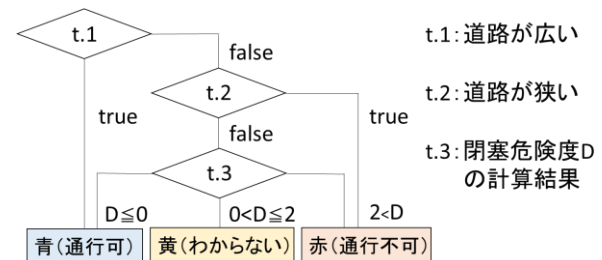 t.1
t.1:道路が広い
false
t.2
t.2:道路が狭い
true
true
false
t.3
t.3:閉塞危険度D
の計算結果
D≦0
0<D≦2
2<D
青(通行可)
黄(わからない)
赤(通行不可)